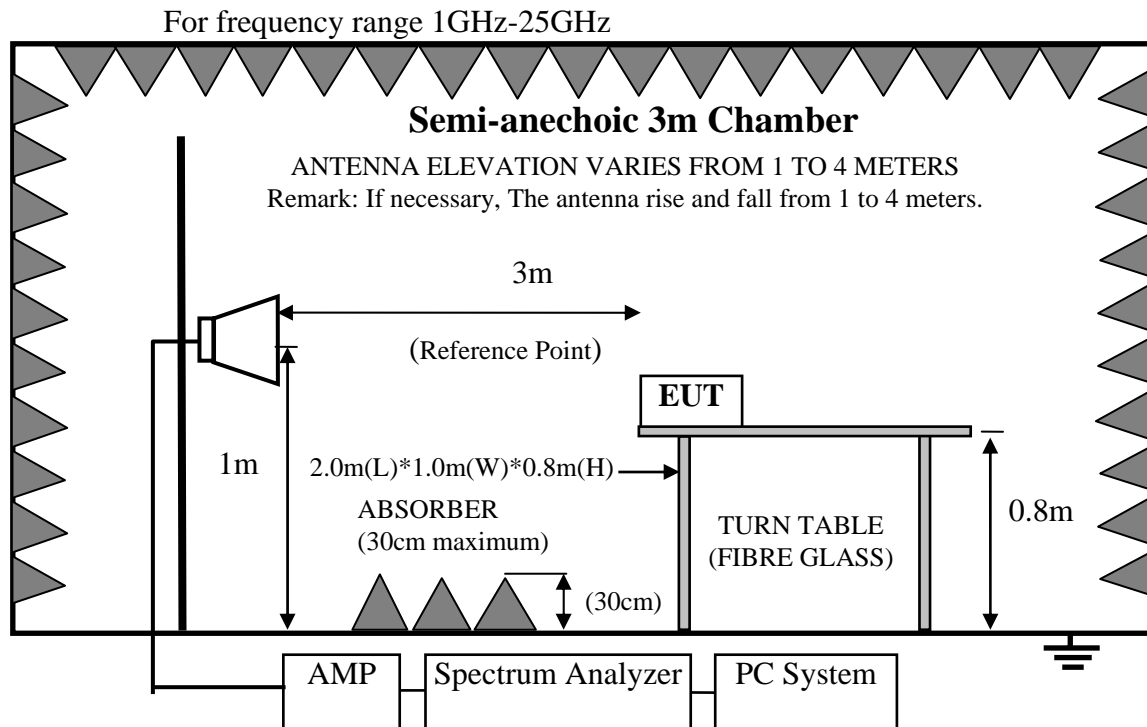 For frequency range 1GHz-25GHz
Semi-anechoic 3m Chamber
ANTENNA ELEVATION VARIES FROM 1 TO 4 METERS
Remark: If necessary, The antenna rise and fall from 1 to 4 meters.
3m
(Reference Point)
EUT
1m
2.0m(L)*1.0m(W)*0.8m(H)
ABSORBER
(30cm maximum)
(30cm)
TURN TABLE
(FIBRE GLASS)
0.8m
AMP
Spectrum Analyzer
PC System